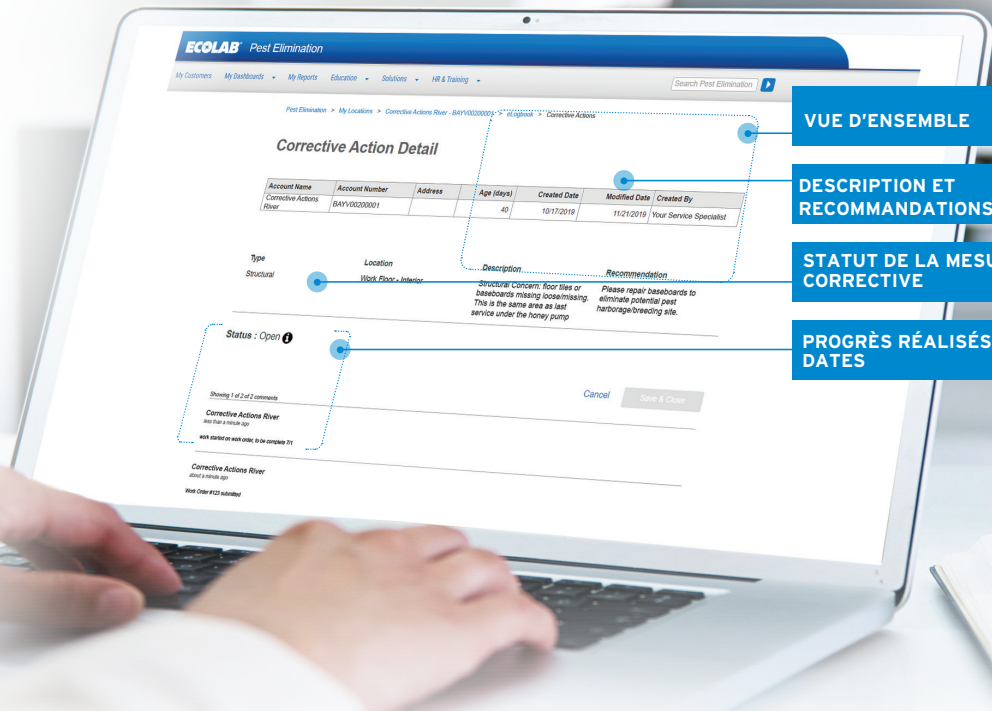 ECOLAB® Pest Elimination
My Customers My Dashboards My Reports Education Solutions HR & Training Search Pest Elimination
Pest Elimination > My Locations > Corrective Actions River - BAYV00200001 > eLogbook > Corrective Actions
VUE D'ENSEMBLE
Corrective Action Detail
DESCRIPTION ET
RECOMMANDATIONS
Account Name Account Number Address Age (days) Created Date Modified Date Created By
Corrective Actions
River BAYV00200001 40 10/17/2019 11/21/2019 Your Service Specialist
STATUT DE LA MESU
CORRECTIVE
Type Location Description Recommendation
Structural
Work Floor - Interior
Structural Concern: floor tiles or
baseboards missing loose/missing.
This is the same area as last
service under the honey pump
Please repair baseboards to
eliminate potential pest
harborage/breeding site.
PROGRÈS RÉALISÉS
DATES
Status : Open
Cancel Save & Close
Showing 1 of 2 of 2 comments
Corrective Actions River
less than a minute ago
work started on work order, to be complete 7/1
Corrective Actions River
about a minute ago
Work Order #123 submitted